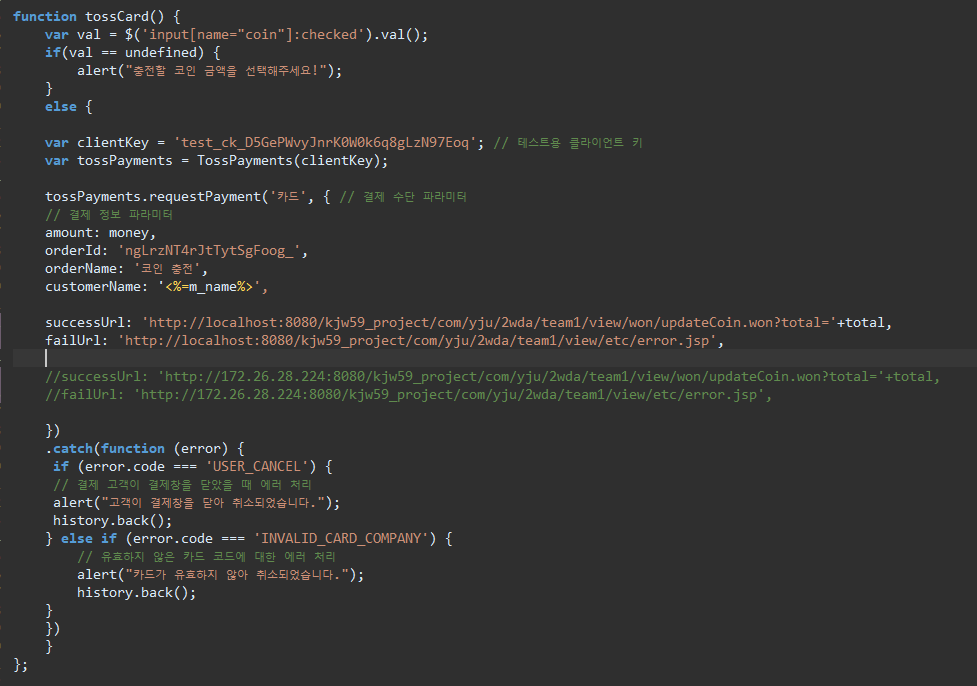 function tossCard() {
var val = $('input[name="coin"]:checked').val();
if(val == undefined) {
alert("충전할 코인 금액을 선택해주세요!");
}
else {
var clientKey = 'test_ck_D5GePWvyJnrK0W0k6q8gLzN97Eoq'; // 테스트용 클라이언트 키
var tossPayments = TossPayments(clientKey);
tossPayments.requestPayment('카드', { // 결제 수단 파라미터
// 결제 정보 파라미터
amount: money,
orderId: 'ngLrzNT4rJtTytSgFoog_',
orderName: '코인 충전',
customerName: '<%=m_name%>',
successUrl: 'http://localhost:8080/kjw59_project/com/yju/2wda/team1/view/won/updateCoin.won?total='+total,
failUrl: 'http://localhost:8080/kjw59_project/com/yju/2wda/team1/view/etc/error.jsp',
//successUrl: 'http://172.26.28.224:8080/kjw59_project/com/yju/2wda/team1/view/won/updateCoin.won?total='+total,
//failUrl: 'http://172.26.28.224:8080/kjw59_project/com/yju/2wda/team1/view/etc/error.jsp',
})
.catch(function (error) {
if (error.code === 'USER_CANCEL') {
// 결제 고객이 결제창을 닫았을 때 에러 처리
alert("고객이 결제창을 닫아 취소되었습니다.");
history.back();
} else if (error.code === 'INVALID_CARD_COMPANY') {
// 유효하지 않은 카드 코드에 대한 에러 처리
alert("카드가 유효하지 않아 취소되었습니다.");
history.back();
}
})
}
};